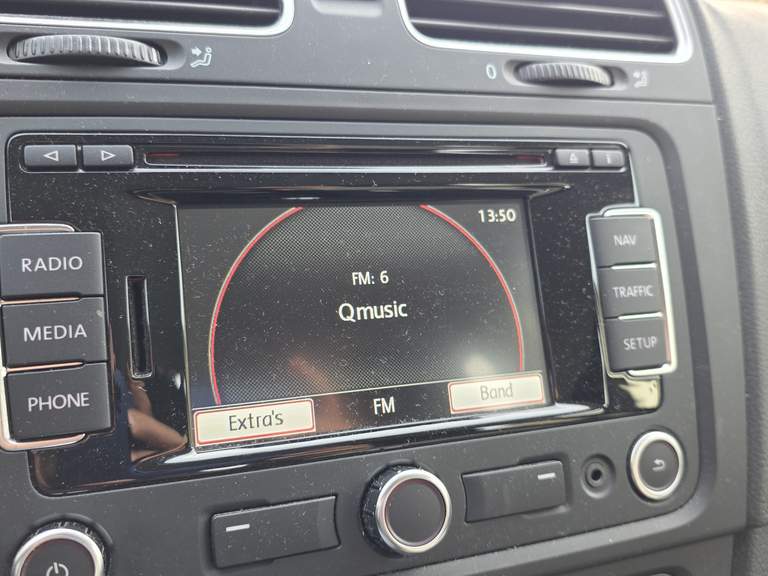 0
13:50
RADIO
MEDIA
PHONE
FM: 6
Qmusic
NAV
TRAFFIC
SETUP
Extra's
FM
Band